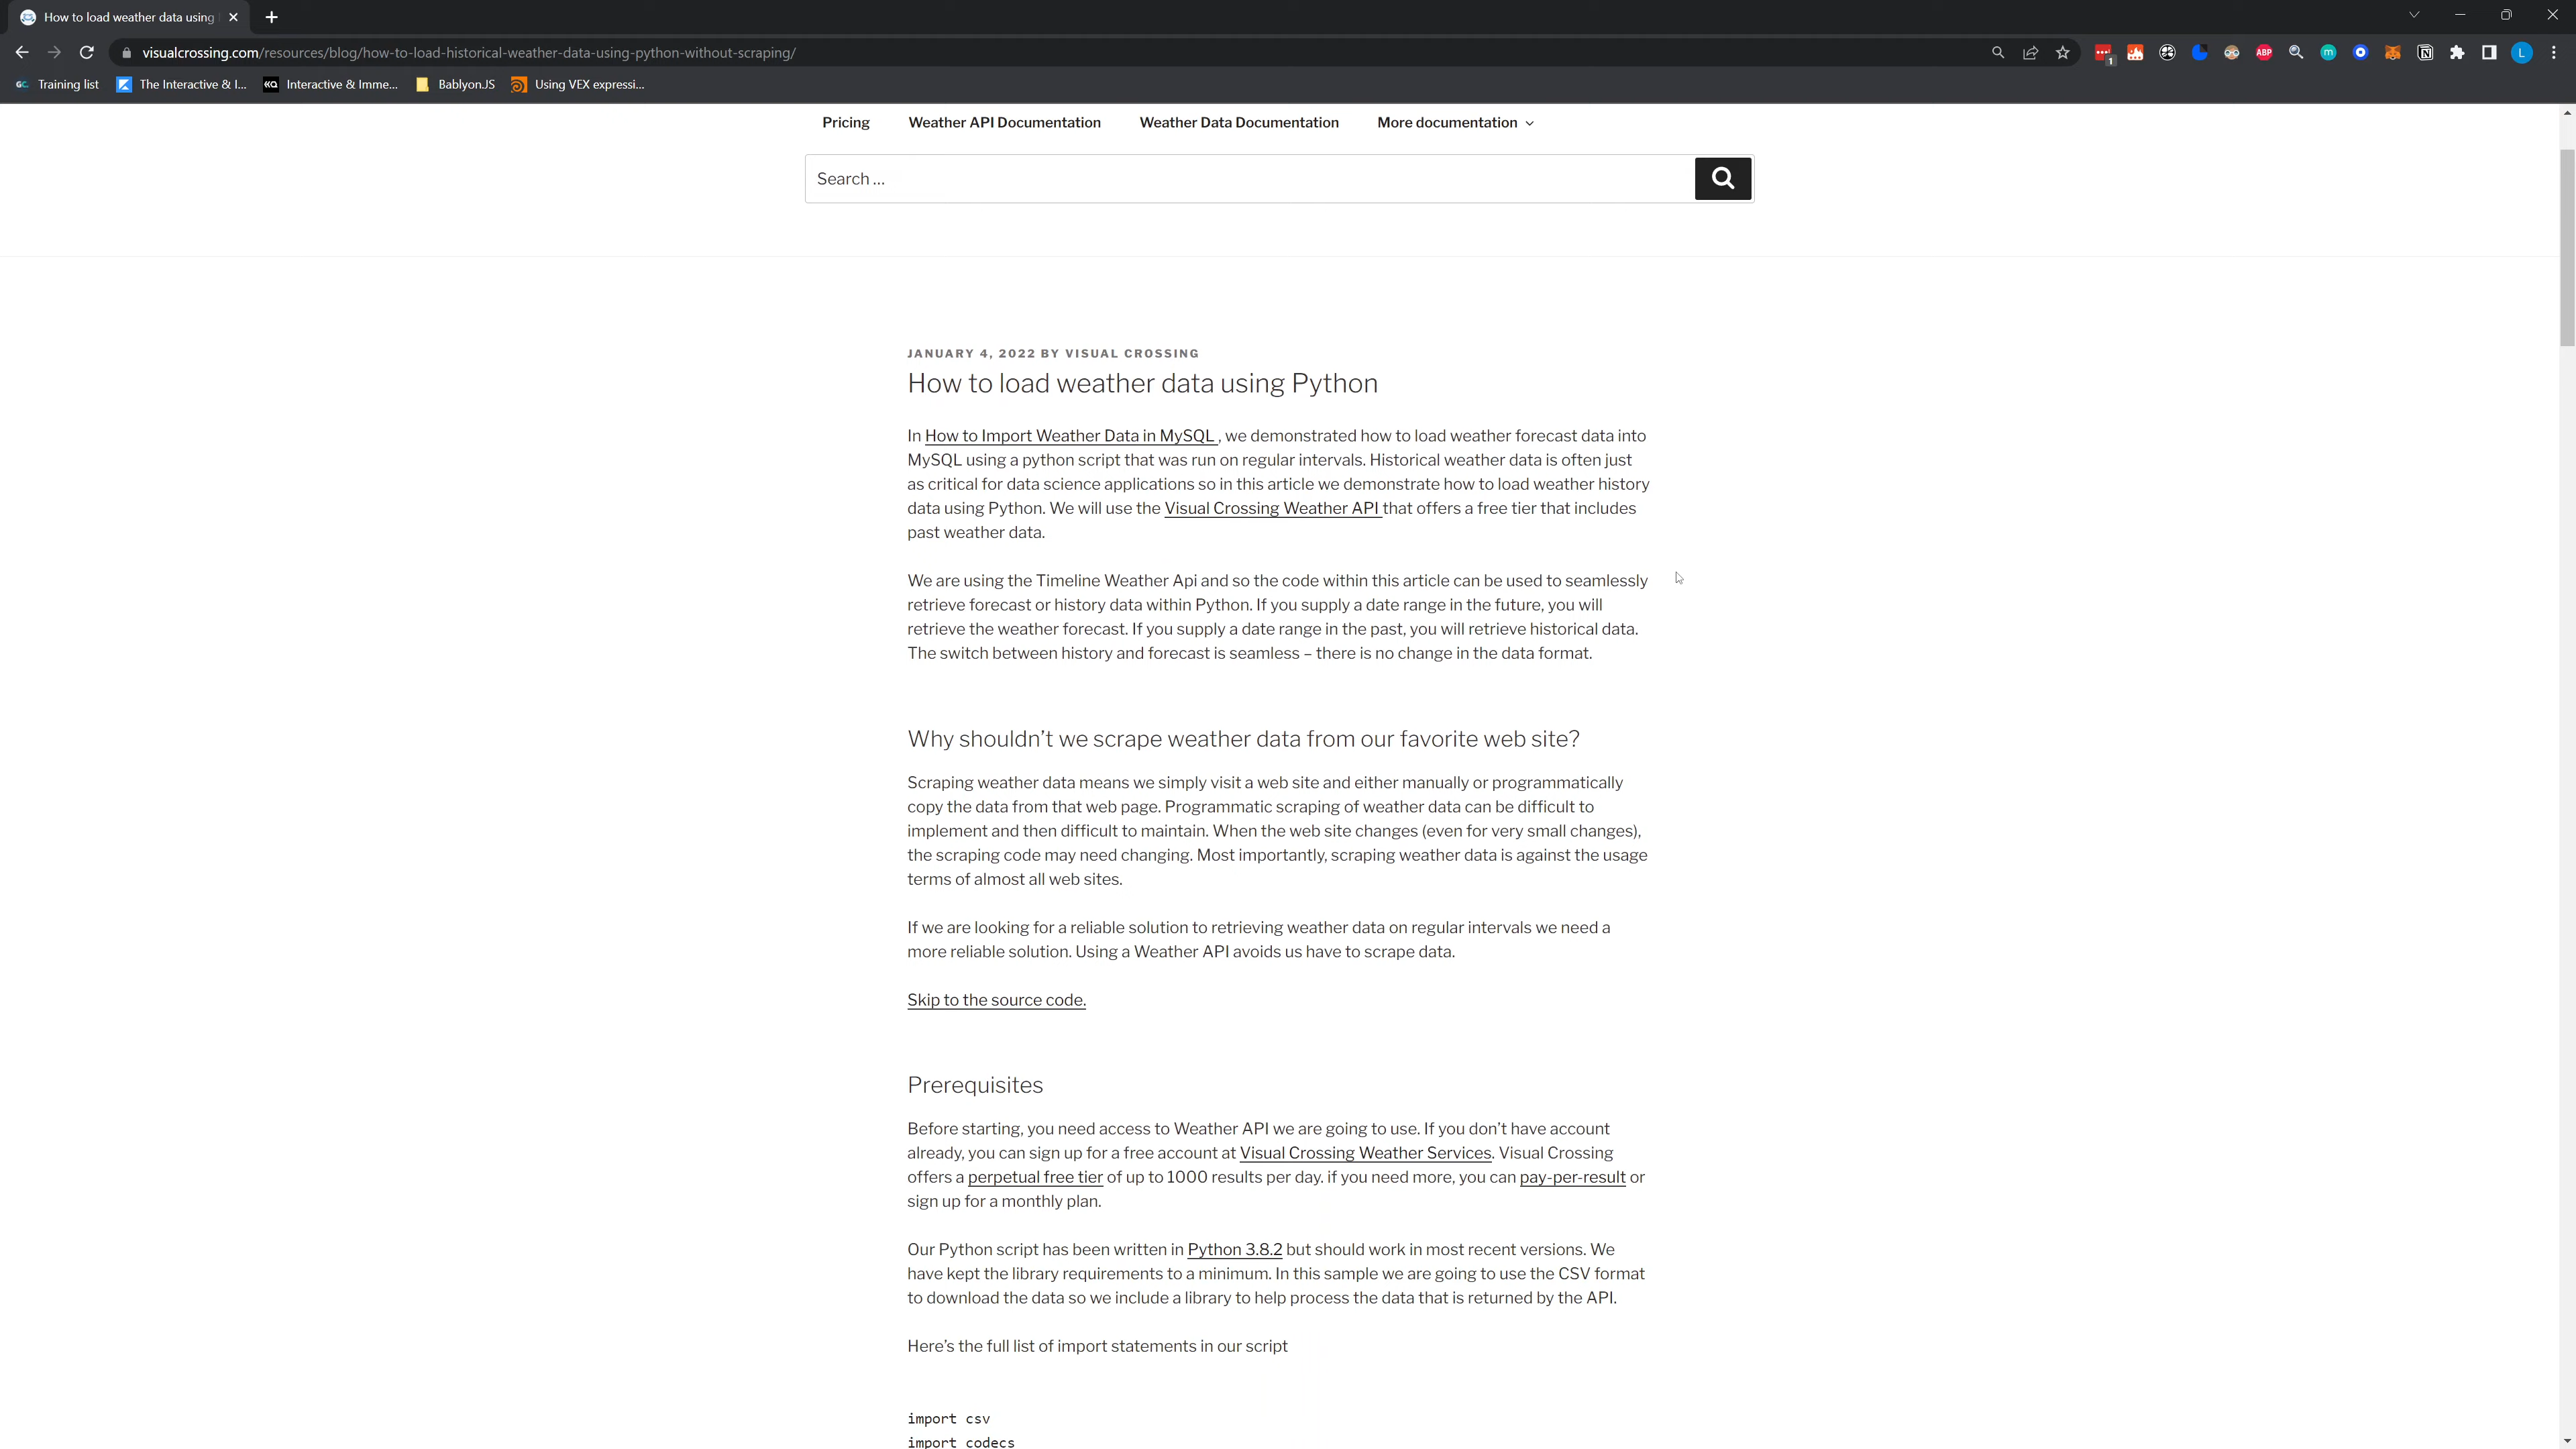 How to load weather data using
visualcrossing.com/resources/blog/how-to-load-historical-weather-data-using-python-without-scraping/
1
ABP
m
L
GC Training list
The Interactive & I...
Interactive & Imme...
Bablyon.JS
Using VEX expressi...
Pricing
Weather API Documentation
Weather Data Documentation
More documentation
Search ...
JANUARY 4, 2022 BY VISUAL CROSSING
How to load weather data using Python
In How to Import Weather Data in MySQL , we demonstrated how to load weather forecast data into
MySQL using a python script that was run on regular intervals. Historical weather data is often just
as critical for data science applications so in this article we demonstrate how to load weather history
data using Python. We will use the Visual Crossing Weather API that offers a free tier that includes
past weather data.
We are using the Timeline Weather Api and so the code within this article can be used to seamlessly
retrieve forecast or history data within Python. If you supply a date range in the future, you will
retrieve the weather forecast. If you supply a date range in the past, you will retrieve historical data.
The switch between history and forecast is seamless – there is no change in the data format.
Why shouldn’t we scrape weather data from our favorite web site?
Scraping weather data means we simply visit a web site and either manually or programmatically
copy the data from that web page. Programmatic scraping of weather data can be difficult to
implement and then difficult to maintain. When the web site changes (even for very small changes),
the scraping code may need changing. Most importantly, scraping weather data is against the usage
terms of almost all web sites.
If we are looking for a reliable solution to retrieving weather data on regular intervals we need a
more reliable solution. Using a Weather API avoids us have to scrape data.
Skip to the source code.
Prerequisites
Before starting, you need access to Weather API we are going to use. If you don’t have account
already, you can sign up for a free account at Visual Crossing Weather Services. Visual Crossing
offers a perpetual free tier of up to 1000 results per day. if you need more, you can pay-per-result or
sign up for a monthly plan.
Our Python script has been written in Python 3.8.2 but should work in most recent versions. We
have kept the library requirements to a minimum. In this sample we are going to use the CSV format
to download the data so we include a library to help process the data that is returned by the API.
Here’s the full list of import statements in our script
import csv
import codecs